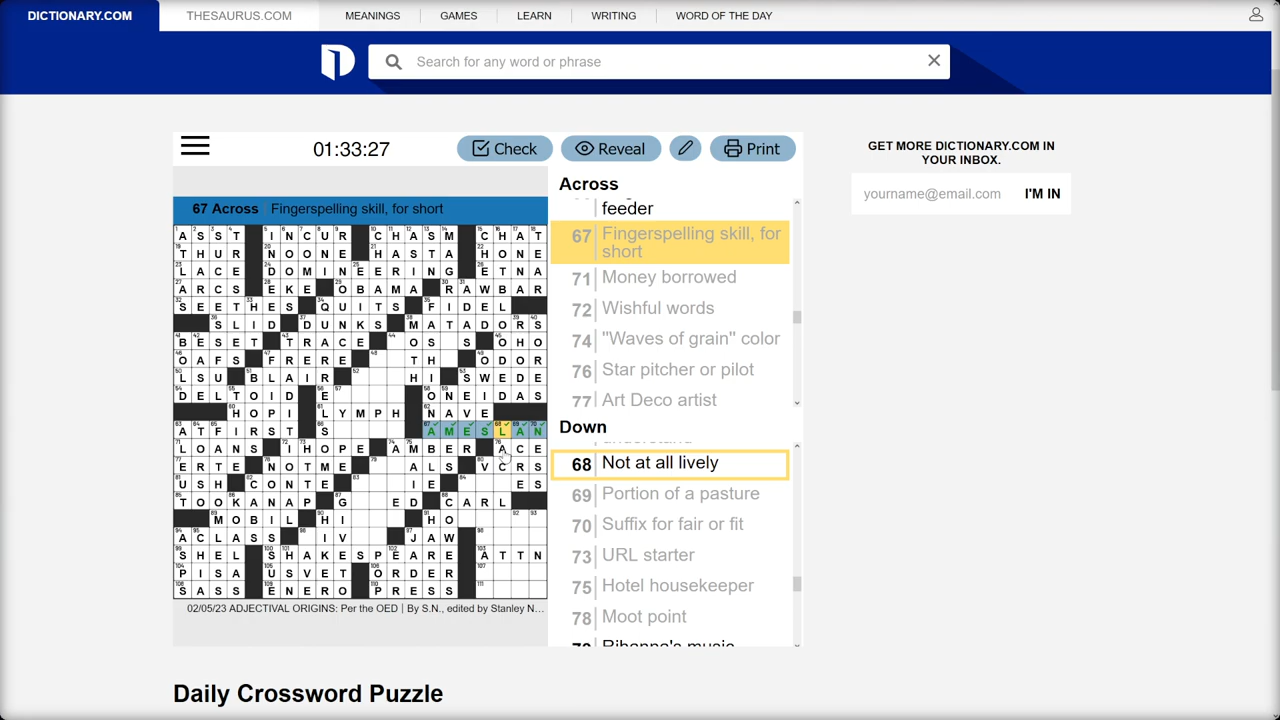 DICTIONARY.COM THESAURUS.COM MEANINGS GAMES LEARN WRITING WORD OF THE DAY
Search for any word or phrase
01:33:27 Check Reveal Print
67 Across Fingerspelling skill, for short
Across
feeder
67 Fingerspelling skill, for short
71 Money borrowed
72 Wishful words
74 "Waves of grain" color
76 Star pitcher or pilot
77 Art Deco artist
Down
68 Not at all lively
69 Portion of a pasture
70 Suffix for fair or fit
73 URL starter
75 Hotel housekeeper
78 Moot point
GET MORE DICTIONARY.COM IN
YOUR INBOX.
yourname@email.com I'M IN
A S S T I N C U R C H A S M C H A T
T H U R N O O N E H A S T A H O N E
L A C E D O M I N E E R I N G E T N A
A R C S E K E O B A M A R A W B A R
S E E T H E S Q U I T S F I D E L
S L I D D U N K S M A T A D O R S
B E S E T T R A C E O S S O H O
O A F S F R E R E T H O D O R
L S U B L A I R H I S W E D E
D E L T O I D E O N E I D A S
H O P I L Y M P H N A V E
A T F I R S T S A M E S L A N
L O A N S I H O P E A M B E R A C E
E R T E N O T M E A L S V C R S
U S H C O N T E I E E S
T O O K A N A P G E D C A R L
M O B I L H I H O
A C L A S S I V J A W
S H E L S H A K E S P E A R E A T T N
P I S A U S V E T O R D E R
S A S S E N E R O P R E S S
02/05/23 ADJECTIVAL ORIGINS: Per the OED | By S.N., edited by Stanley N...
Daily Crossword Puzzle